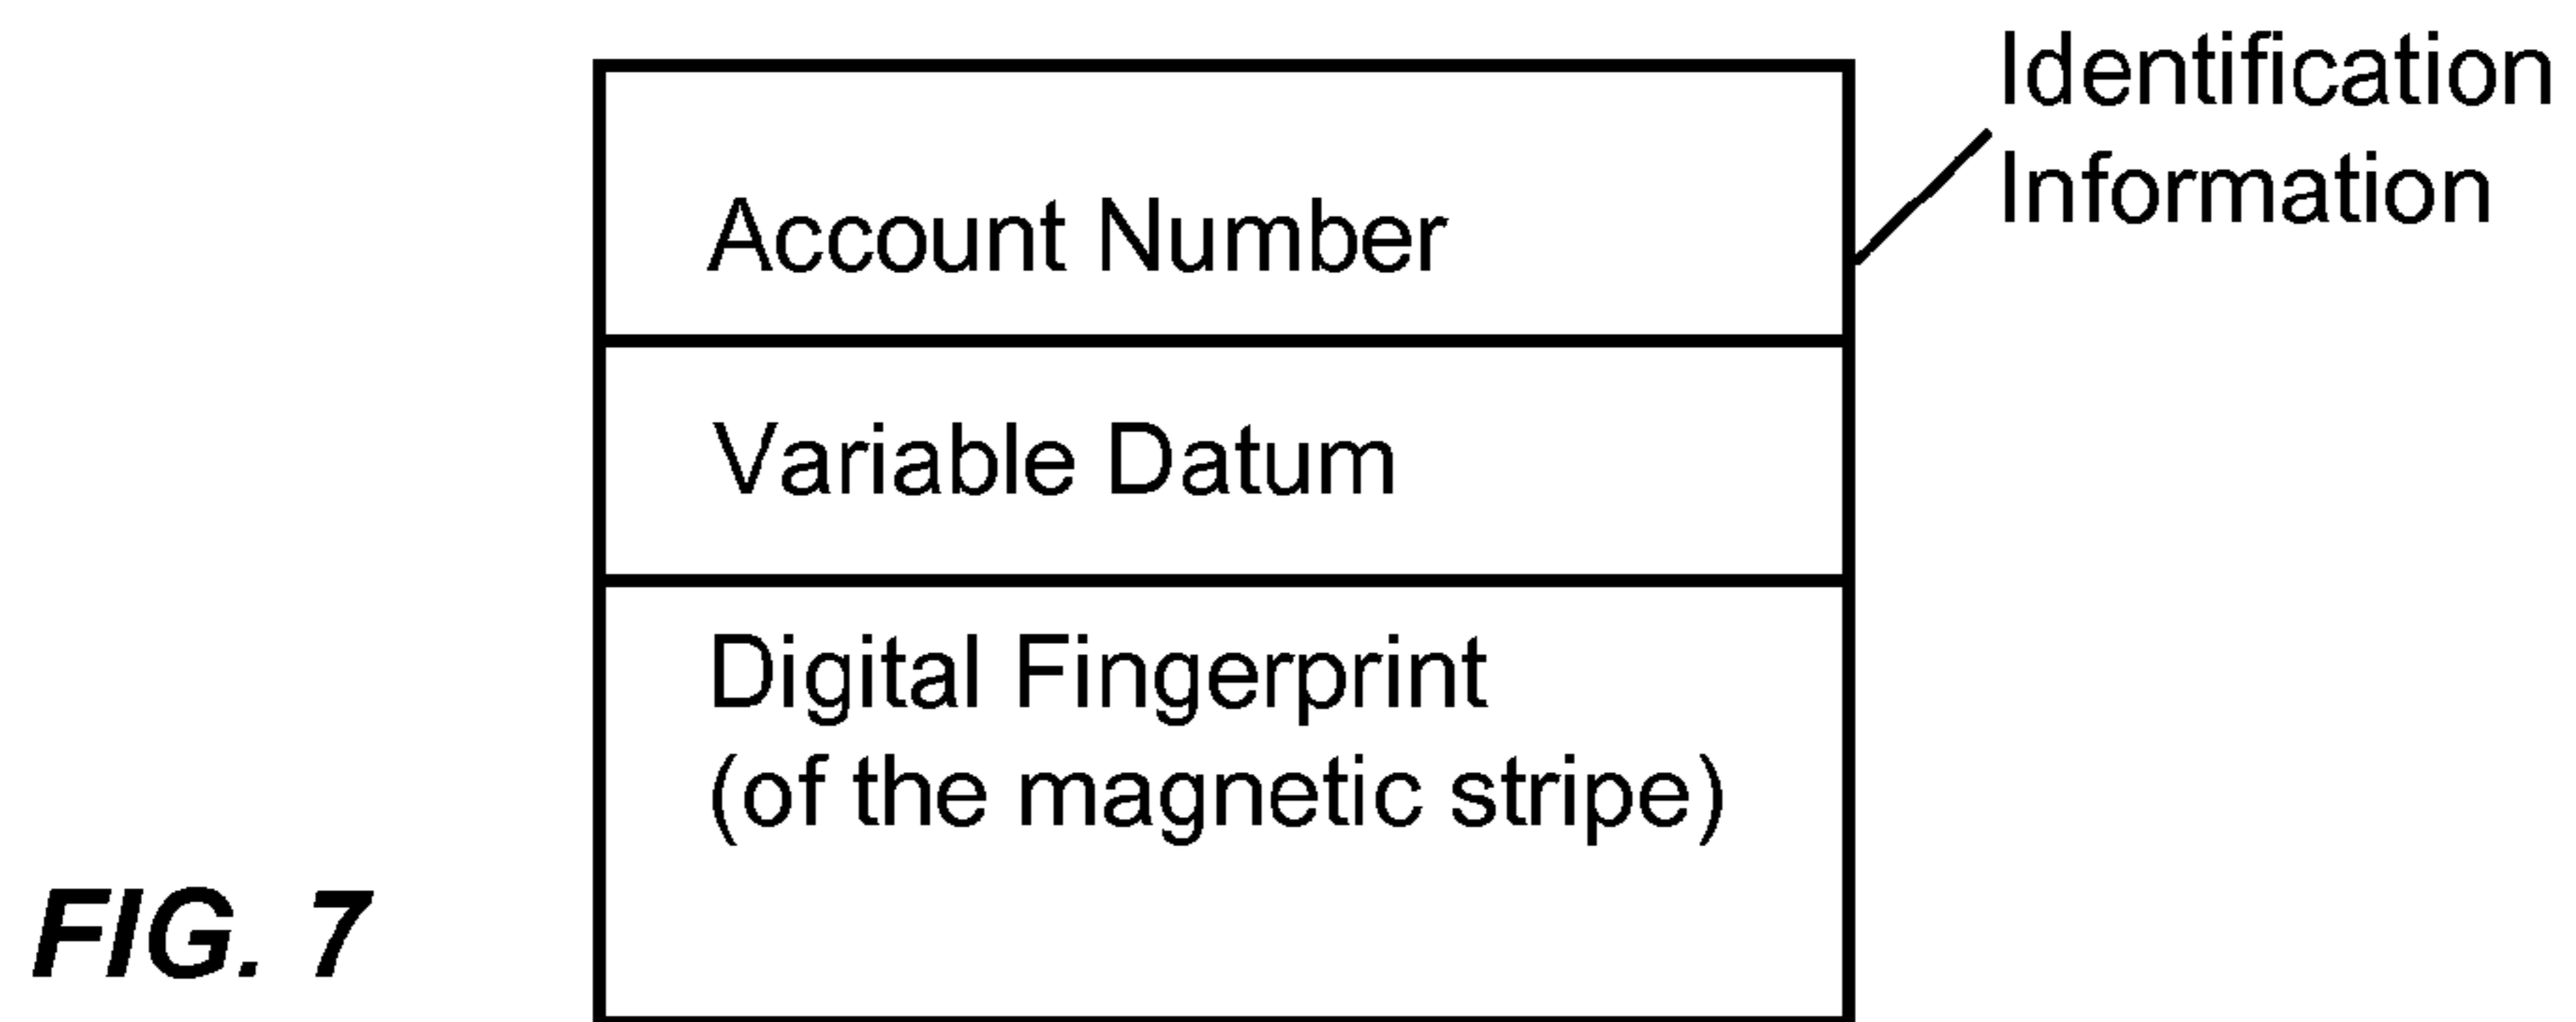 Identification
Information
Account Number
Variable Datum
Digital Fingerprint
(of the magnetic stripe)
FIG. 7